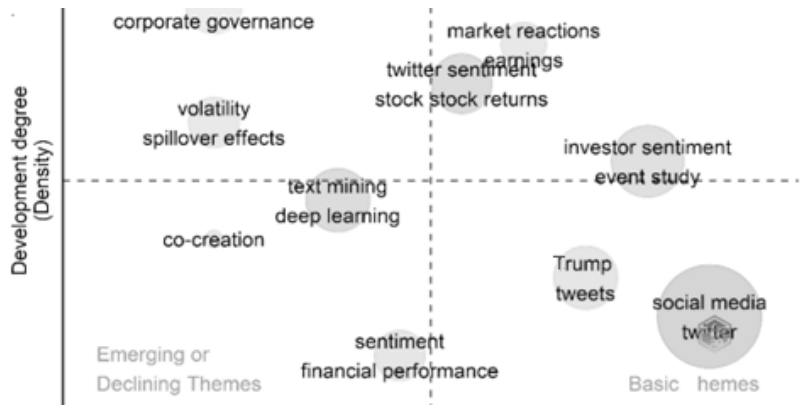 corporate governance
market reactions
earnings
twitter sentiment
stock stock returns
volatility
spillover effects
investor sentiment
event study
text mining
deep learning
co-creation
Trump
tweets
social media
twitter
sentiment
financial performance
Emerging or
Declining Themes
Basic hemes
Development degree
(Density)